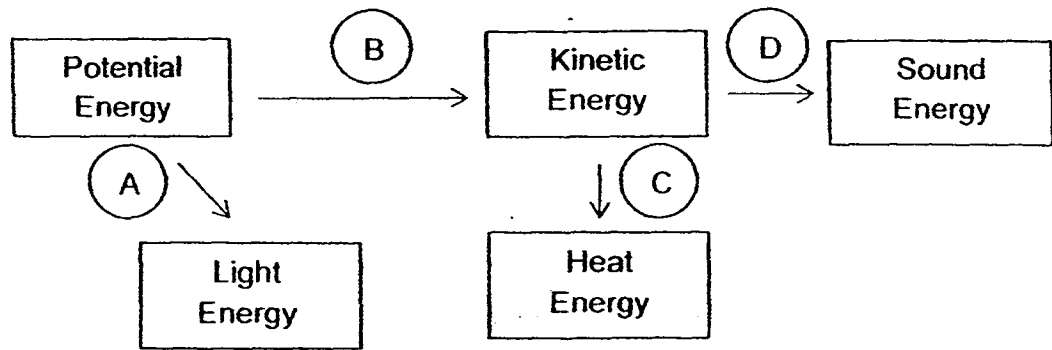 Potential
Energy
B
Kinetic
Energy
D
Sound
Energy
A
C
Light
Energy
Heat
Energy